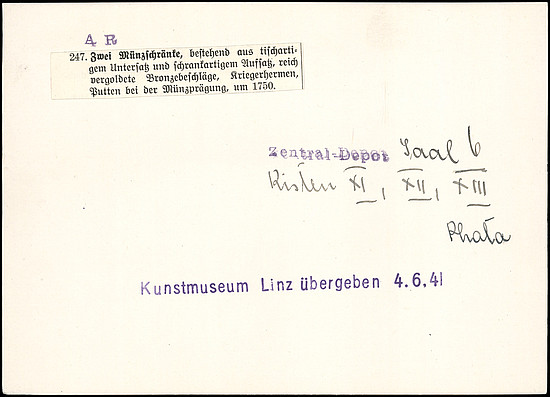 A R
247. Zwei Münzschränke, bestehend aus tischarti-
gem Untersatz und schrankartigem Aufsatz, reich
vergoldete Bronzebeschläge, Kriegerhermen,
Putten bei der Münzprägung, um 1750.
Zentral-Depot Saal 6
Kisten XI, XII, XIII
Phata
Kunstmuseum Linz übergeben 4.6.41